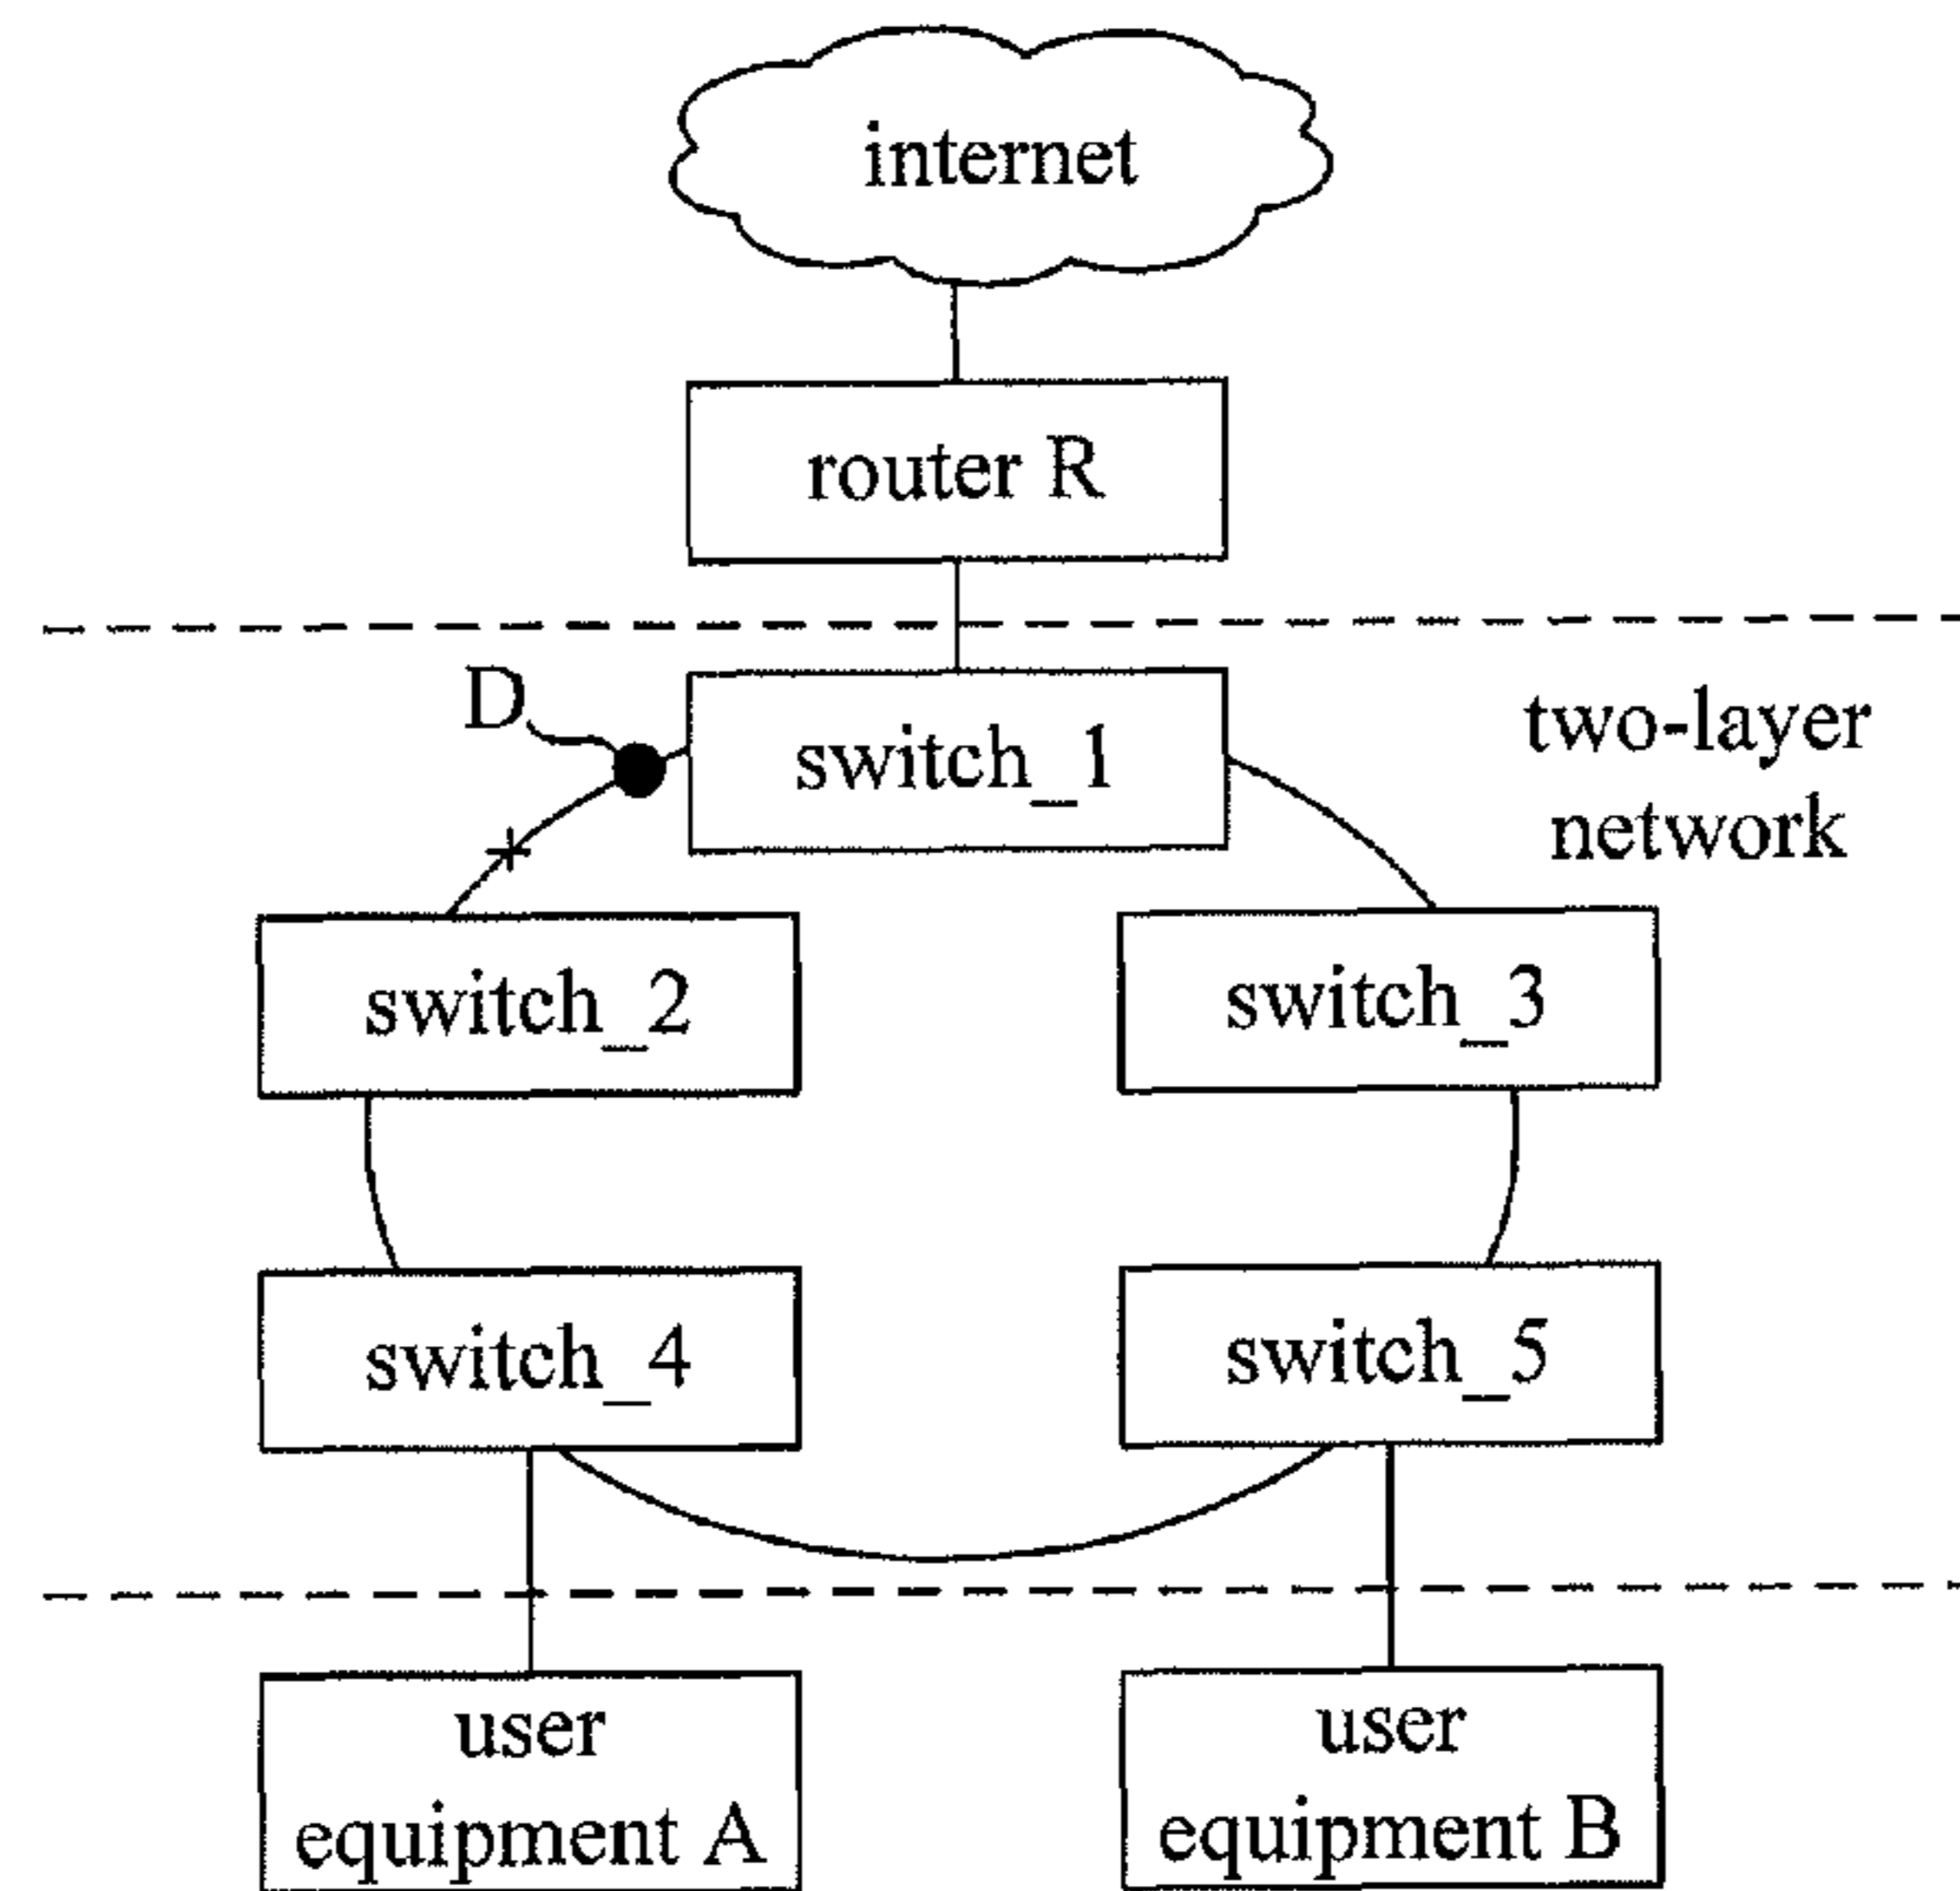 internet
router R
D
switch_1
two-layer
network
switch_2
switch_3
switch_4
switch_5
user
equipment A
user
equipment B